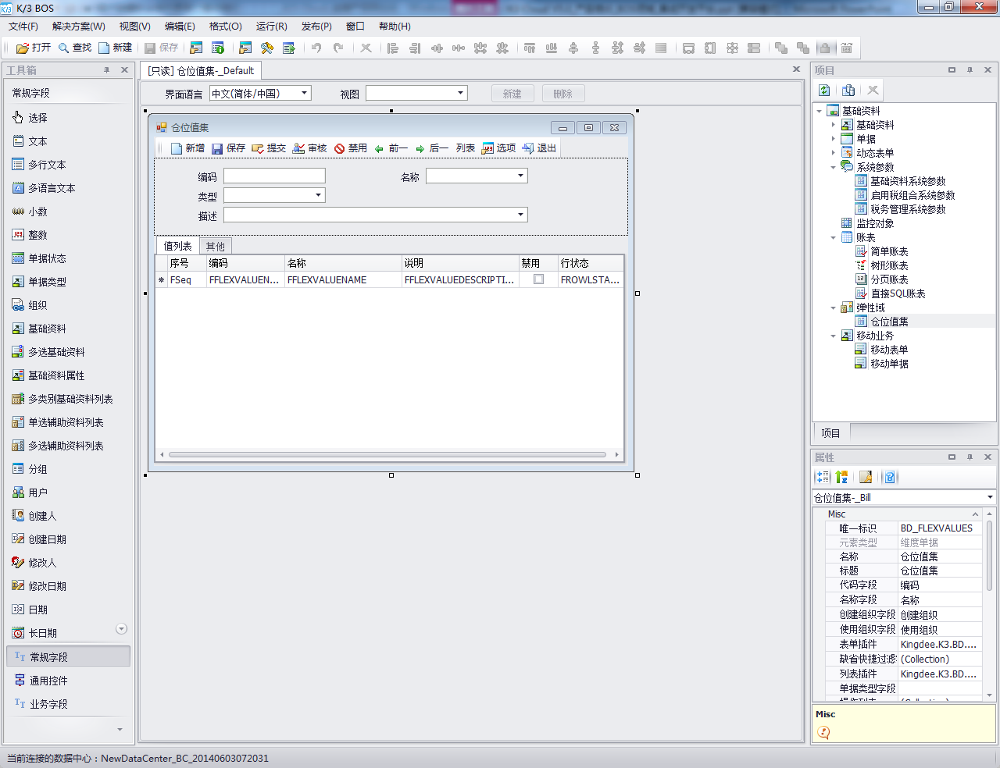 K/3 BOS
文件(F) 解决方案(W) 视图(V) 编辑(E) 格式(O) 运行(R) 发布(P) 窗口 帮助(H)
打开 查找 新建 保存
工具箱
常规字段
选择
文本
多行文本
多语言文本
小数
整数
单据状态
单据类型
组织
基础资料
多选基础资料
基础资料属性
多类别基础资料列表
单选辅助资料列表
多选辅助资料列表
分组
用户
创建人
创建日期
修改人
修改日期
日期
长日期
常规字段
通用控件
业务字段
[只读] 仓位值集-_Default
界面语言 中文(简体/中国) 视图 新建 删除
仓位值集
新增 保存 提交 审核 禁用 前一 后一 列表 选项 退出
编码 名称
类型
描述
值列表 其他
序号 编码 名称 说明 禁用 行状态
FSeq FFLEXVALUEN... FFLEXVALUENAME FFLEXVALUEDESCRIPTI... FROWLSTA...
项目
基础资料
基础资料
单据
动态表单
系统参数
基础资料系统参数
启用税组合系统参数
税务管理系统参数
监控对象
账表
简单账表
树形账表
分页账表
直接SQL账表
弹性域
仓位值集
移动业务
移动表单
移动单据
项目
属性
仓位值集-_Bill
Misc
唯一标识 BD_FLEXVALUES
元素类型 维度单据
名称 仓位值集
标题 仓位值集
代码字段 编码
名称字段 名称
创建组织字段 创建组织
使用组织字段 使用组织
表单插件 Kingdee.K3.BD....
缺省快捷过滤 (Collection)
列表插件 Kingdee.K3.BD....
单据类型字段
Misc
当前连接的数据中心：NewDataCenter_BC_20140603072031